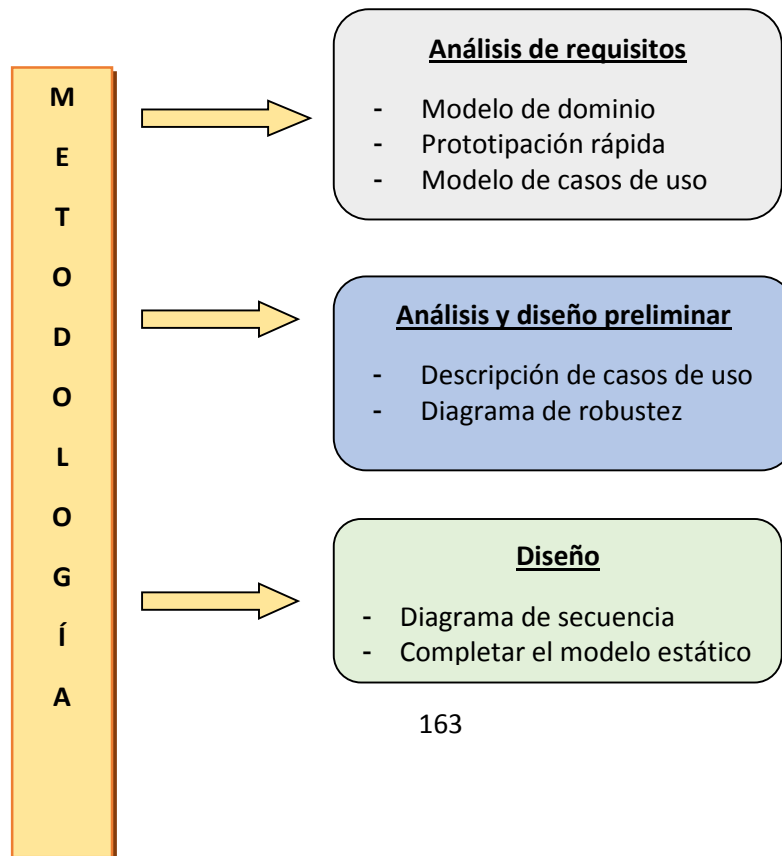 M
E
T
O
D
O
L
O
G
Í
A
Análisis de requisitos
- Modelo de dominio
- Prototipación rápida
- Modelo de casos de uso
Análisis y diseño preliminar
- Descripción de casos de uso
- Diagrama de robustez
Diseño
- Diagrama de secuencia
- Completar el modelo estático
163